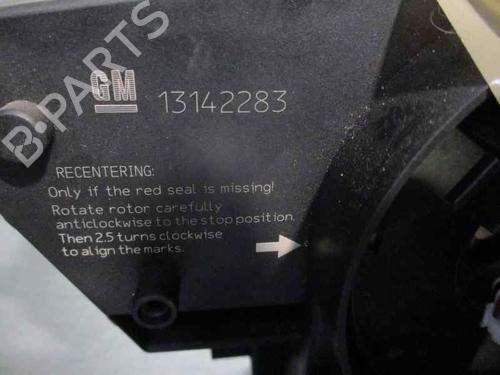 B-PARTS
GM 13142283
RECENTERING:
Only if the red seal is missing!
Rotate rotor carefully
anticlockwise to the stop position.
Then 2.5 turns clockwise
to align the marks.